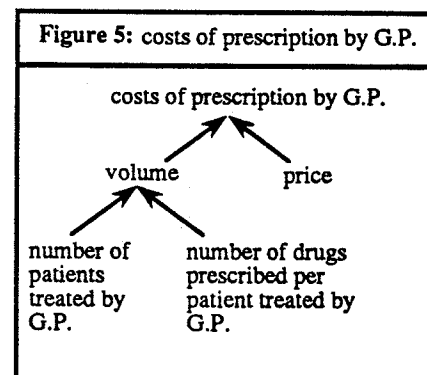 Figure 5: costs of prescription by G.P.
costs of prescription by G.P.
volume
price
number of
patients
treated by
G.P.
number of drugs
prescribed per
patient treated by
G.P.